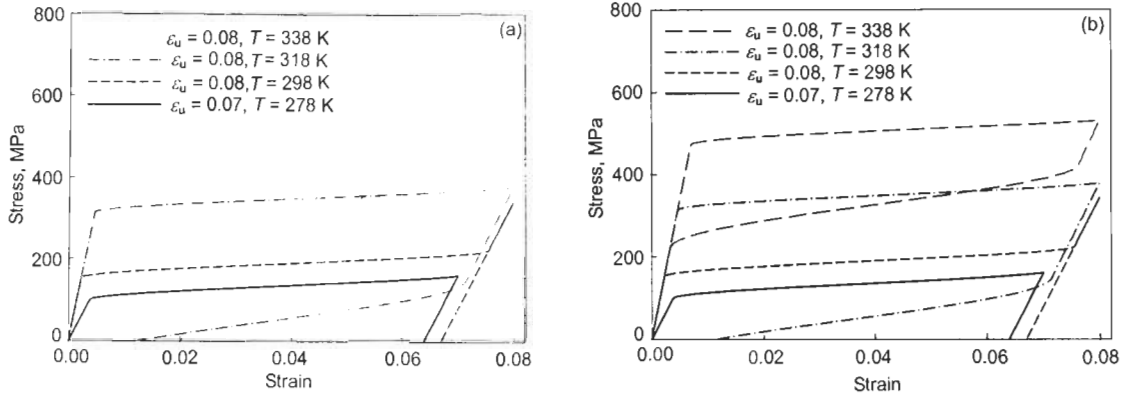 800
600
400
200
0
Stress, MPa
(a)
εu = 0.08, T = 338 K
εu = 0.08, T = 318 K
εu = 0.08, T = 298 K
εu = 0.07, T = 278 K
0.00 0.02 0.04 0.06 0.08
Strain
800
600
400
200
0
Stress, MPa
(b)
εu = 0.08, T = 338 K
εu = 0.08, T = 318 K
εu = 0.08, T = 298 K
εu = 0.07, T = 278 K
0.00 0.02 0.04 0.06 0.08
Strain